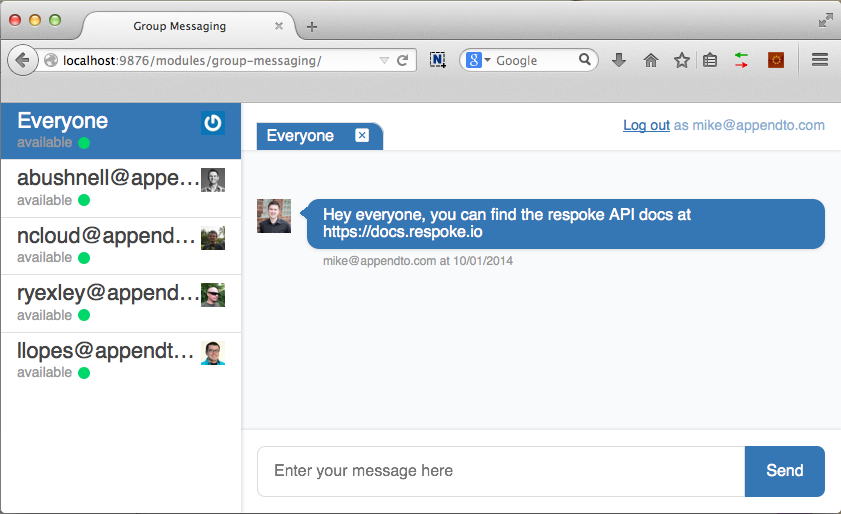 Group Messaging
localhost:9876/modules/group-messaging/
Google
Everyone
available
abushnell@appe...
available
ncloud@append...
available
ryexley@append...
available
llopes@appendt...
available
Everyone
Log out as mike@appendto.com
Hey everyone, you can find the respoke API docs at
https://docs.respoke.io
mike@appendto.com at 10/01/2014
Enter your message here
Send